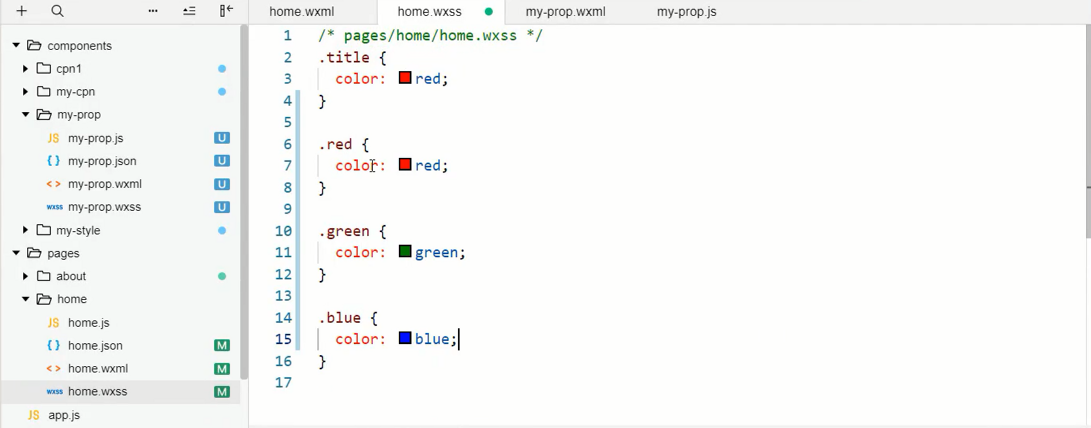 home.wxml home.wxss my-prop.wxml my-prop.js
components
cpn1
my-cpn
my-prop
JS my-prop.js U
{ } my-prop.json U
< > my-prop.wxml U
wxss my-prop.wxss U
my-style
pages
about
home
JS home.js
{ } home.json M
< > home.wxml M
wxss home.wxss M
JS app.js
1 /* pages/home/home.wxss */
2 .title {
3 color: red;
4 }
5
6 .red {
7 color: red;
8 }
9
10 .green {
11 color: green;
12 }
13
14 .blue {
15 color: blue;
16 }
17